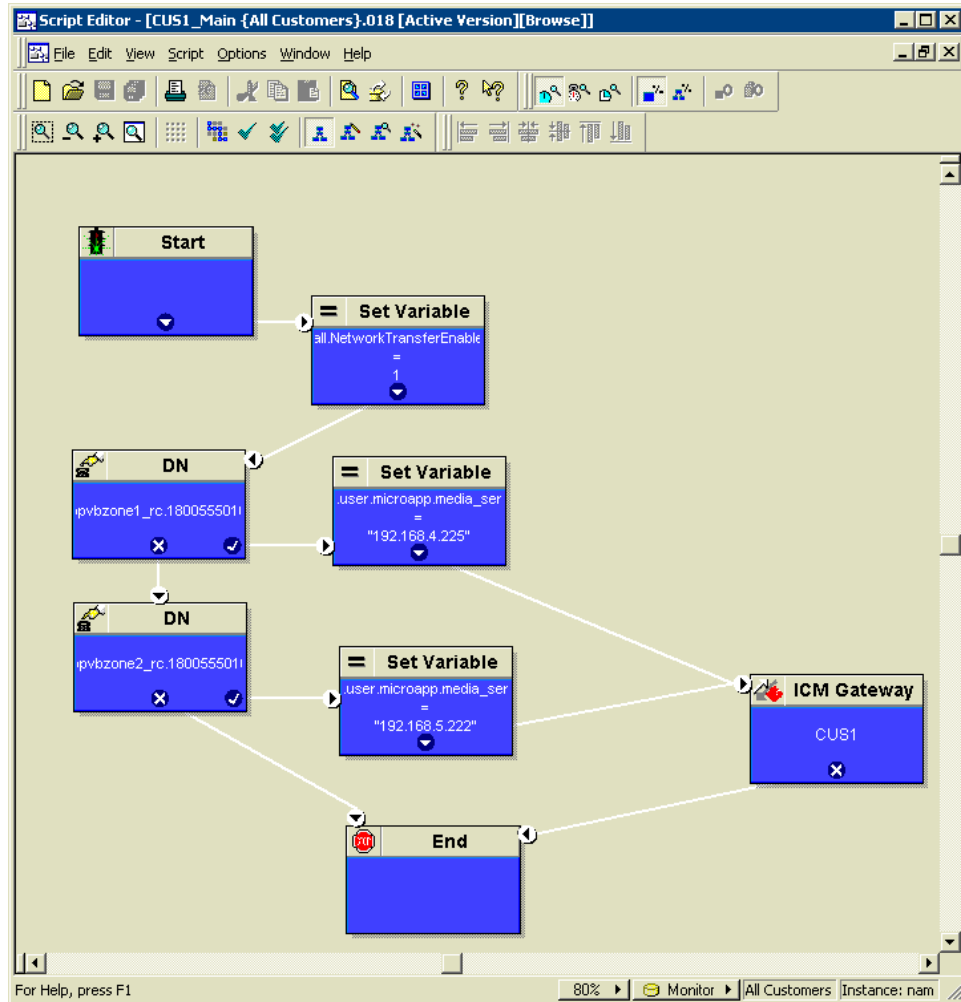 Script Editor - [CUS1_Main {All Customers}.018 [Active Version][Browse]]
File Edit View Script Options Window Help
Start
Set Variable
all.NetworkTransferEnable
=
1
DN
pvbzone1_rc.180055501
Set Variable
.user.microapp.media_ser
=
"192.168.4.225"
DN
pvbzone2_rc.180055501
Set Variable
.user.microapp.media_ser
=
"192.168.5.222"
ICM Gateway
CUS1
End
For Help, press F1
80%
Monitor
All Customers
Instance: nam